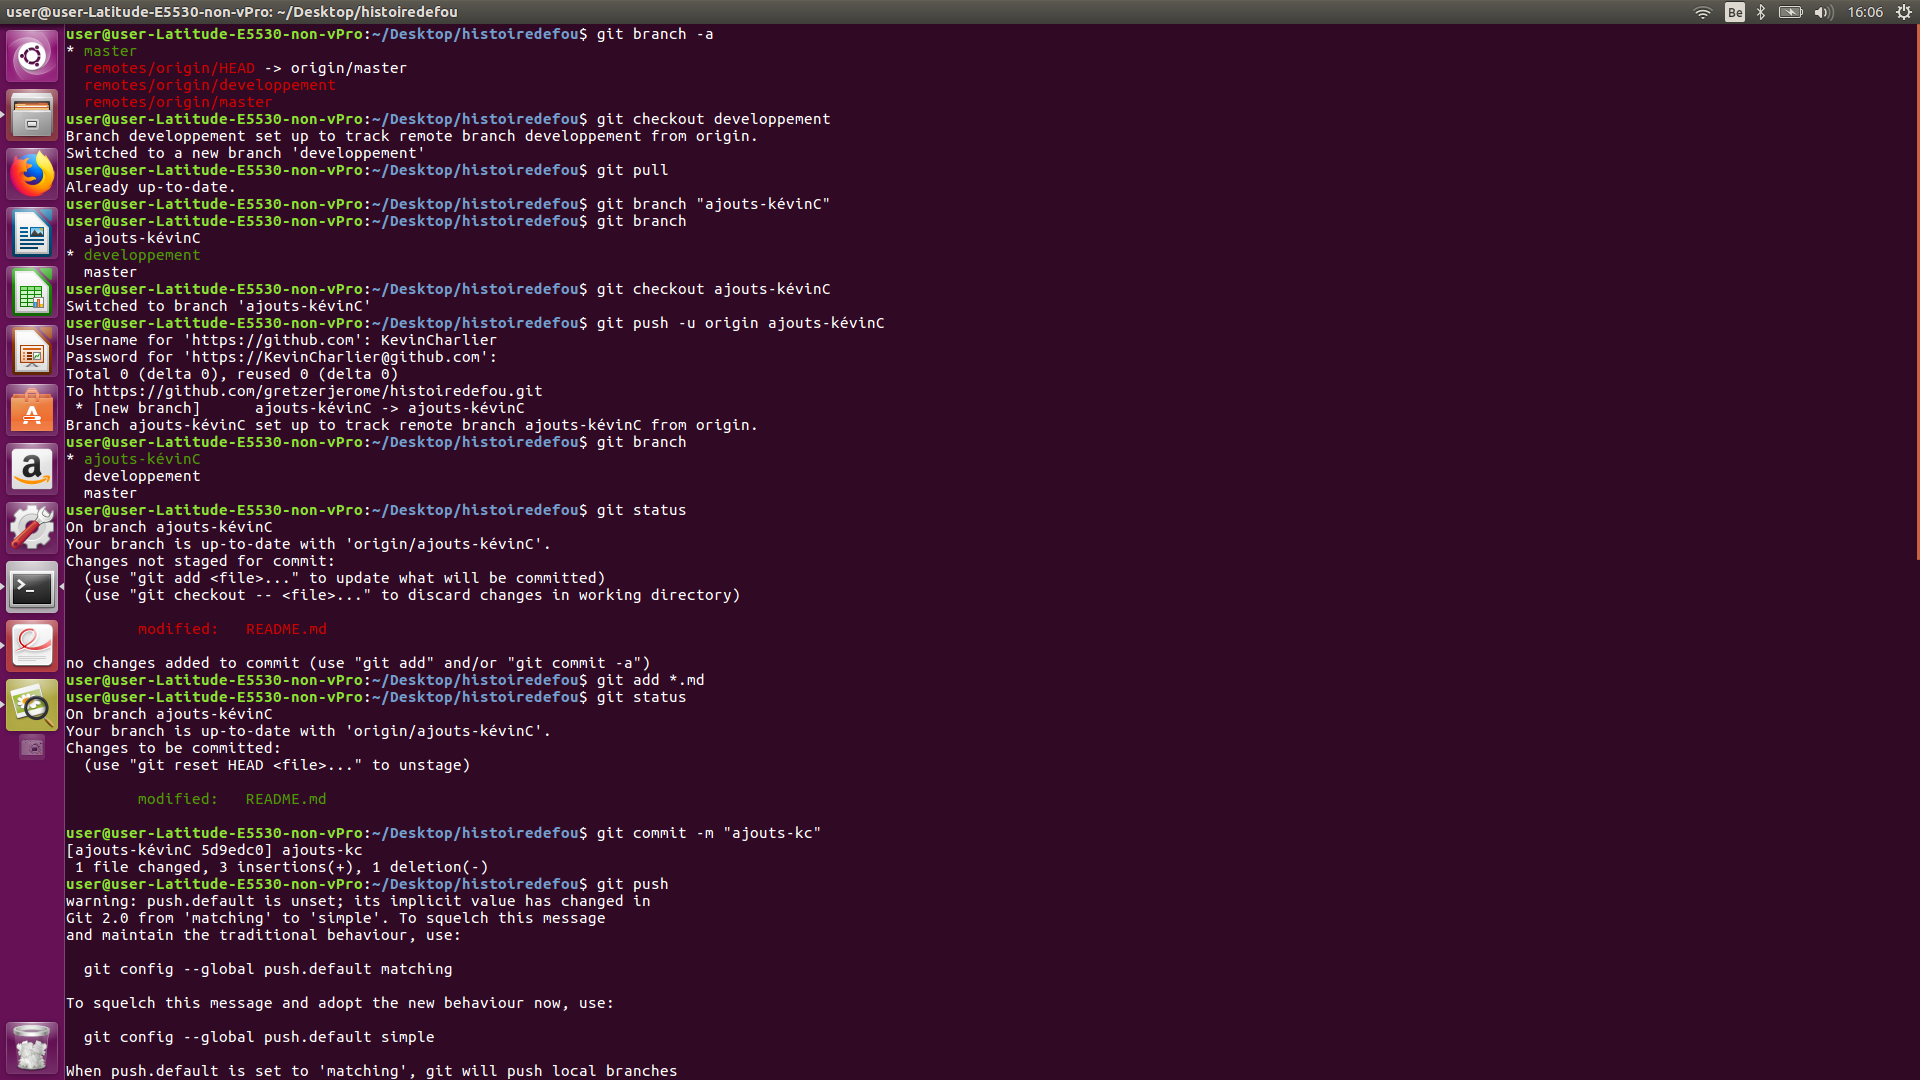 user@user-Latitude-E5530-non-vPro: ~/Desktop/histoiredefou
Be
16:06
user@user-Latitude-E5530-non-vPro:~/Desktop/histoiredefou$ git branch -a
* master
  remotes/origin/HEAD -> origin/master
  remotes/origin/developpement
  remotes/origin/master
user@user-Latitude-E5530-non-vPro:~/Desktop/histoiredefou$ git checkout developpement
Branch developpement set up to track remote branch developpement from origin.
Switched to a new branch 'developpement'
user@user-Latitude-E5530-non-vPro:~/Desktop/histoiredefou$ git pull
Already up-to-date.
user@user-Latitude-E5530-non-vPro:~/Desktop/histoiredefou$ git branch "ajouts-kévinC"
user@user-Latitude-E5530-non-vPro:~/Desktop/histoiredefou$ git branch
  ajouts-kévinC
* developpement
  master
user@user-Latitude-E5530-non-vPro:~/Desktop/histoiredefou$ git checkout ajouts-kévinC
Switched to branch 'ajouts-kévinC'
user@user-Latitude-E5530-non-vPro:~/Desktop/histoiredefou$ git push -u origin ajouts-kévinC
Username for 'https://github.com': KevinCharlier
Password for 'https://KevinCharlier@github.com':
Total 0 (delta 0), reused 0 (delta 0)
To https://github.com/gretzerjerome/histoiredefou.git
 * [new branch]      ajouts-kévinC -> ajouts-kévinC
Branch ajouts-kévinC set up to track remote branch ajouts-kévinC from origin.
user@user-Latitude-E5530-non-vPro:~/Desktop/histoiredefou$ git branch
* ajouts-kévinC
  developpement
  master
user@user-Latitude-E5530-non-vPro:~/Desktop/histoiredefou$ git status
On branch ajouts-kévinC
Your branch is up-to-date with 'origin/ajouts-kévinC'.
Changes not staged for commit:
  (use "git add <file>..." to update what will be committed)
  (use "git checkout -- <file>..." to discard changes in working directory)
        modified:   README.md
no changes added to commit (use "git add" and/or "git commit -a")
user@user-Latitude-E5530-non-vPro:~/Desktop/histoiredefou$ git add *.md
user@user-Latitude-E5530-non-vPro:~/Desktop/histoiredefou$ git status
On branch ajouts-kévinC
Your branch is up-to-date with 'origin/ajouts-kévinC'.
Changes to be committed:
  (use "git reset HEAD <file>..." to unstage)
        modified:   README.md
user@user-Latitude-E5530-non-vPro:~/Desktop/histoiredefou$ git commit -m "ajouts-kc"
[ajouts-kévinC 5d9edc0] ajouts-kc
 1 file changed, 3 insertions(+), 1 deletion(-)
user@user-Latitude-E5530-non-vPro:~/Desktop/histoiredefou$ git push
warning: push.default is unset; its implicit value has changed in
Git 2.0 from 'matching' to 'simple'. To squelch this message
and maintain the traditional behaviour, use:
  git config --global push.default matching
To squelch this message and adopt the new behaviour now, use:
  git config --global push.default simple
When push.default is set to 'matching', git will push local branches